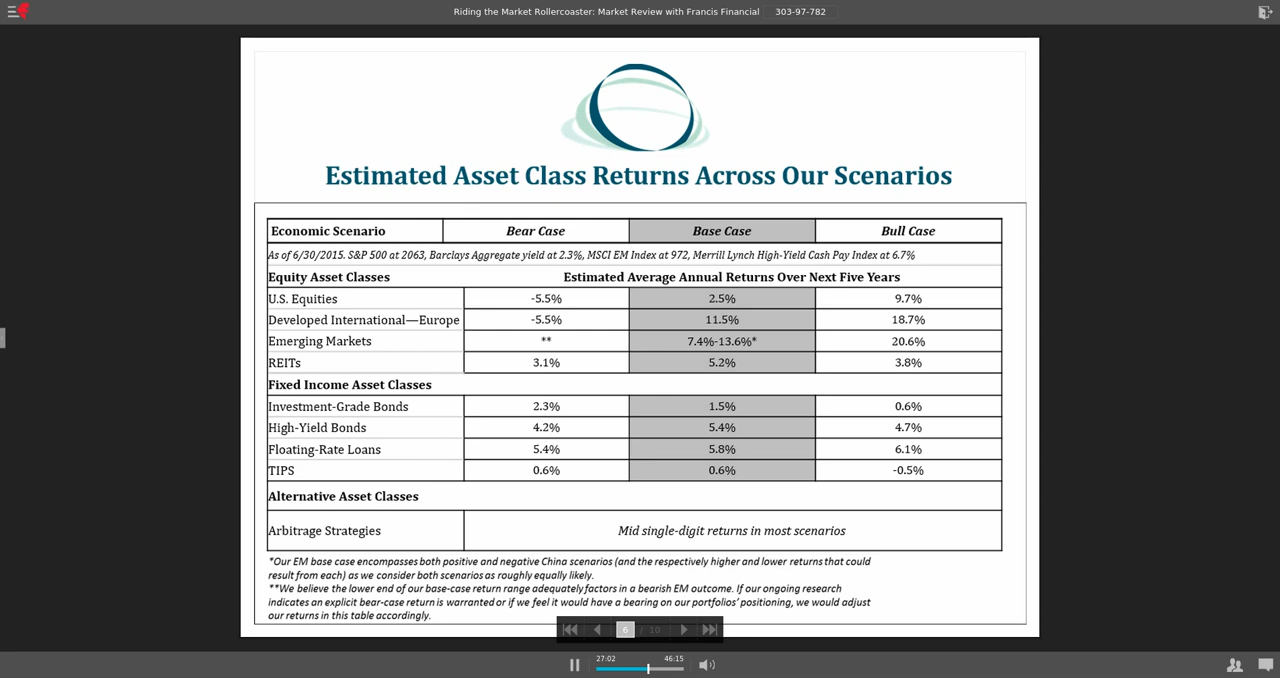 Riding the Market Rollercoaster: Market Review with Francis Financial 303-97-782
Estimated Asset Class Returns Across Our Scenarios
Economic Scenario Bear Case Base Case Bull Case
As of 6/30/2015. S&P 500 at 2063, Barclays Aggregate yield at 2.3%, MSCI EM Index at 972, Merrill Lynch High-Yield Cash Pay Index at 6.7%
Equity Asset Classes Estimated Average Annual Returns Over Next Five Years
U.S. Equities -5.5% 2.5% 9.7%
Developed International—Europe -5.5% 11.5% 18.7%
Emerging Markets ** 7.4%-13.6%* 20.6%
REITs 3.1% 5.2% 3.8%
Fixed Income Asset Classes
Investment-Grade Bonds 2.3% 1.5% 0.6%
High-Yield Bonds 4.2% 5.4% 4.7%
Floating-Rate Loans 5.4% 5.8% 6.1%
TIPS 0.6% 0.6% -0.5%
Alternative Asset Classes
Arbitrage Strategies Mid single-digit returns in most scenarios
*Our EM base case encompasses both positive and negative China scenarios (and the respectively higher and lower returns that could
result from each) as we consider both scenarios as roughly equally likely.
**We believe the lower end of our base-case return range adequately factors in a bearish EM outcome. If our ongoing research
indicates an explicit bear-case return is warranted or if we feel it would have a bearing on our portfolios' positioning, we would adjust
our returns in this table accordingly.
6 / 10
27:02 46:15